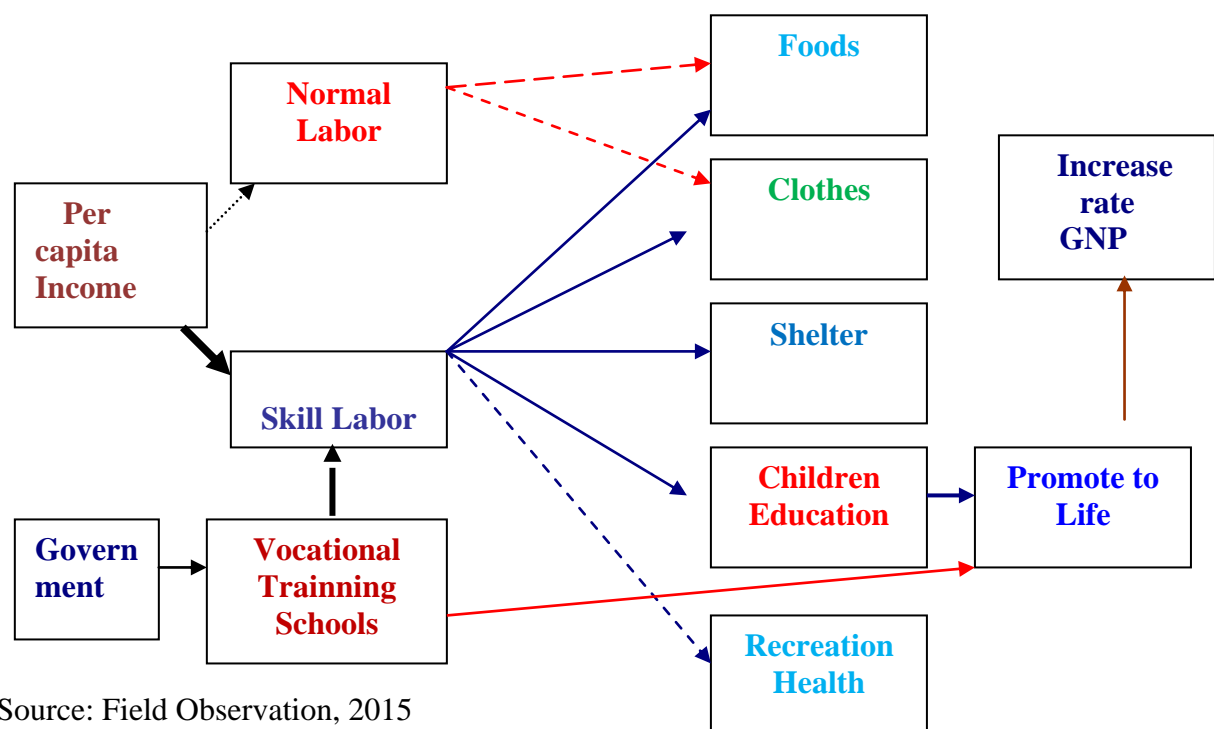 Foods
Normal
Labor
Clothes
Increase
rate
GNP
Per
capita
Income
Shelter
Skill Labor
Children
Education
Promote to
Life
Govern
ment
Vocational
Trainning
Schools
Recreation
Health
Source: Field Observation, 2015